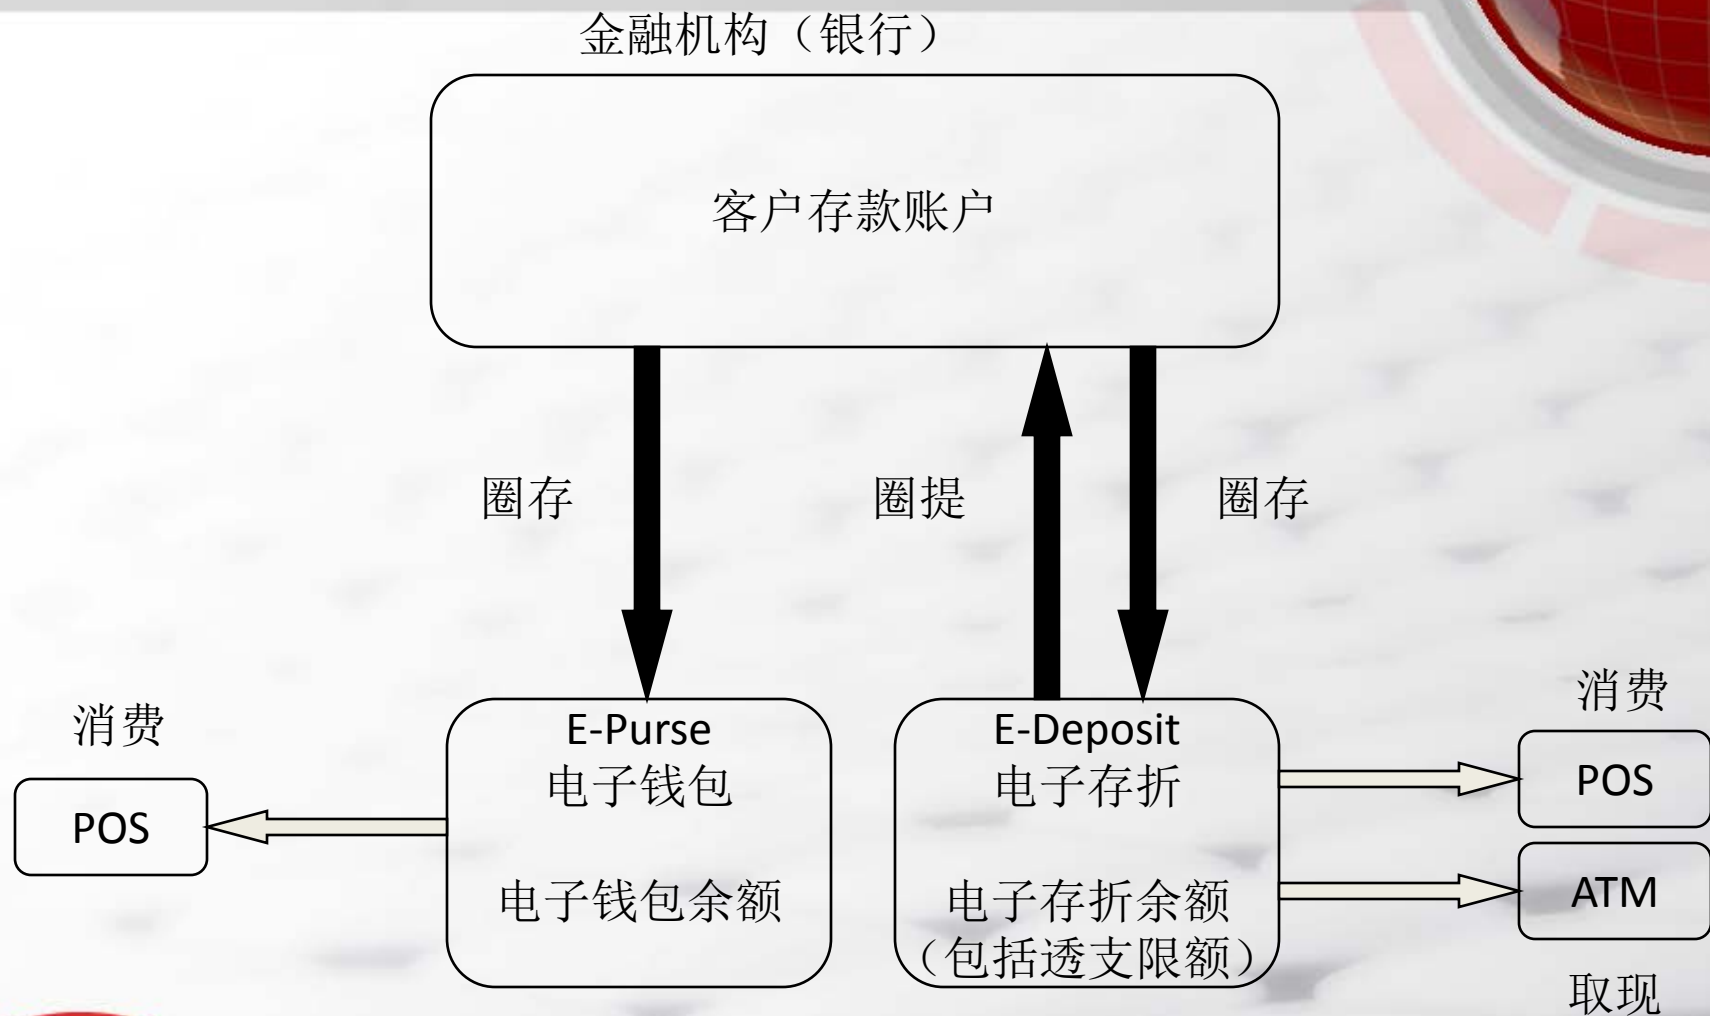 金融机构（银行）
客户存款账户
圈存
圈提
圈存
消费
POS
E-Purse
电子钱包
电子钱包余额
E-Deposit
电子存折
电子存折余额
（包括透支限额）
消费
POS
ATM
取现